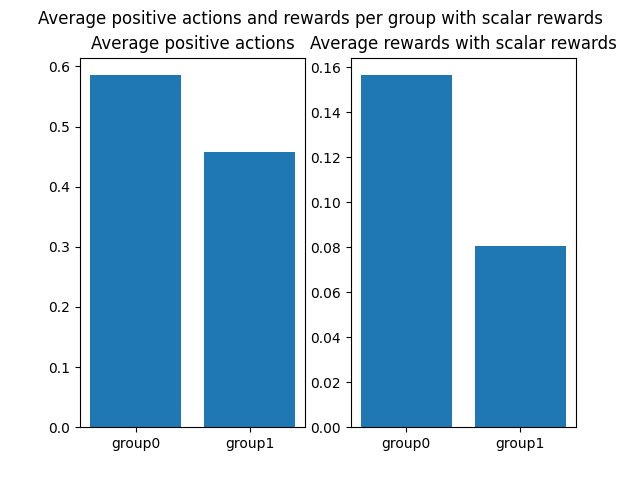 Average positive actions and rewards per group with scalar rewards
Average positive actions
0.6
0.5
0.4
0.3
0.2
0.1
0.0
group0
group1
Average rewards with scalar rewards
0.16
0.14
0.12
0.10
0.08
0.06
0.04
0.02
0.00
group0
group1